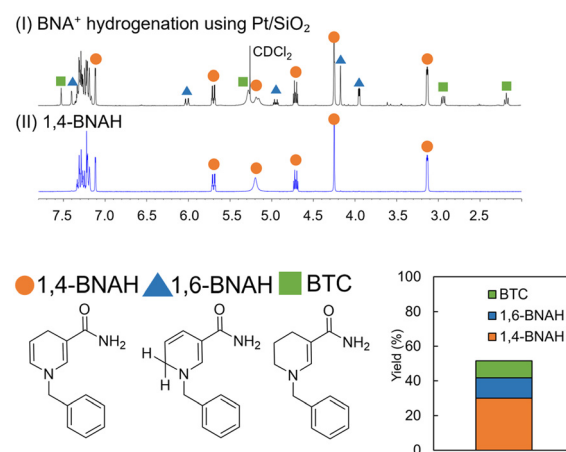 (I) BNA⁺ hydrogenation using Pt/SiO₂
CDCl₂
(II) 1,4-BNAH
7.5 7.0 6.5 6.0 5.5 5.0 4.5 4.0 3.5 3.0 2.5
1,4-BNAH 1,6-BNAH BTC
O NH₂ N
O NH₂ H H N
O NH₂ N
100
80
60
40
20
0
Yield (%)
BTC
1,6-BNAH
1,4-BNAH